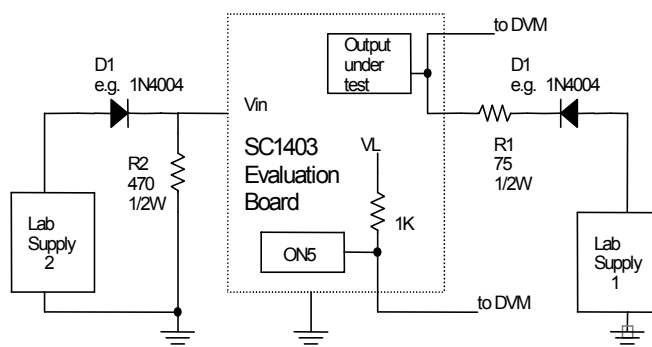 D1
e.g. 1N4004
Vin
R2
470
1/2W
Lab
Supply
2
SC1403
Evaluation
Board
Output
under
test
VL
1K
ON5
to DVM
D1
e.g. 1N4004
R1
75
1/2W
Lab
Supply
1
to DVM